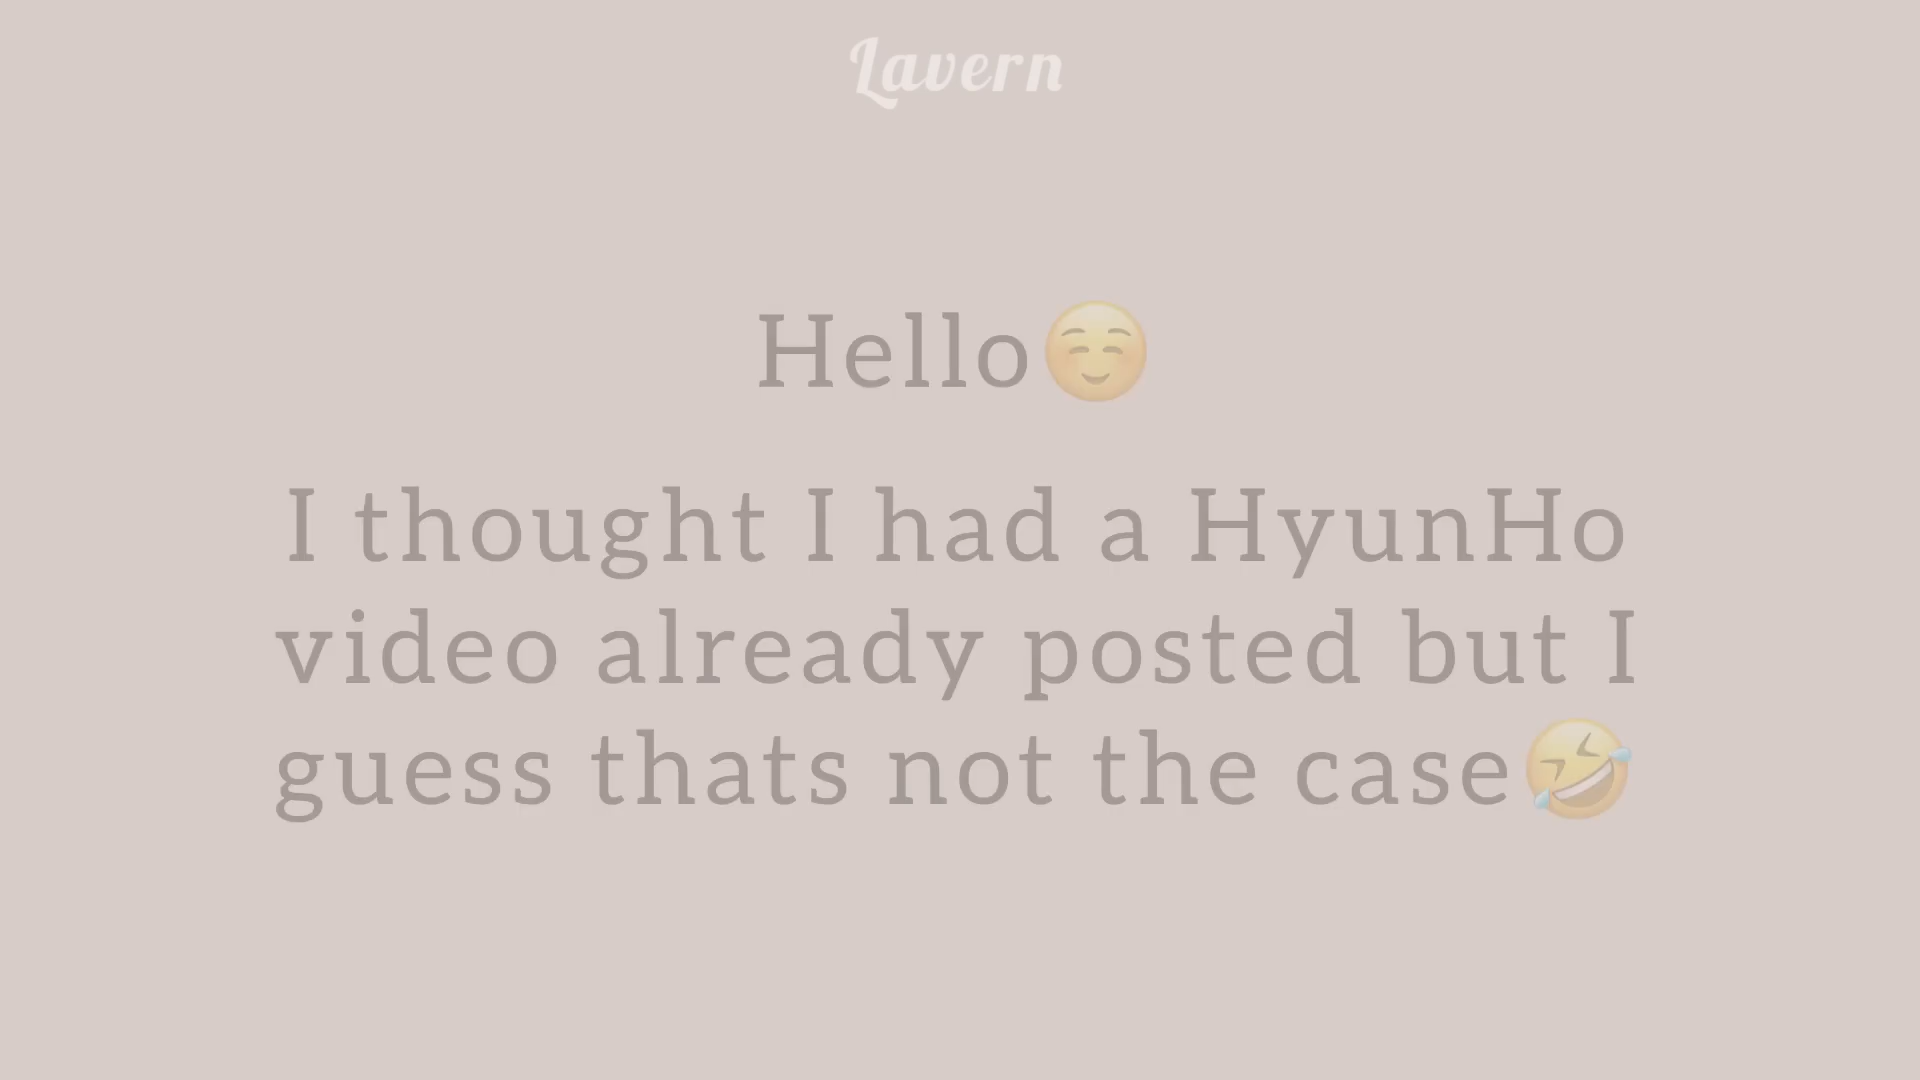 Lavern
Hello☺️
I thought I had a HyunHo
video already posted but I
guess thats not the case🤣